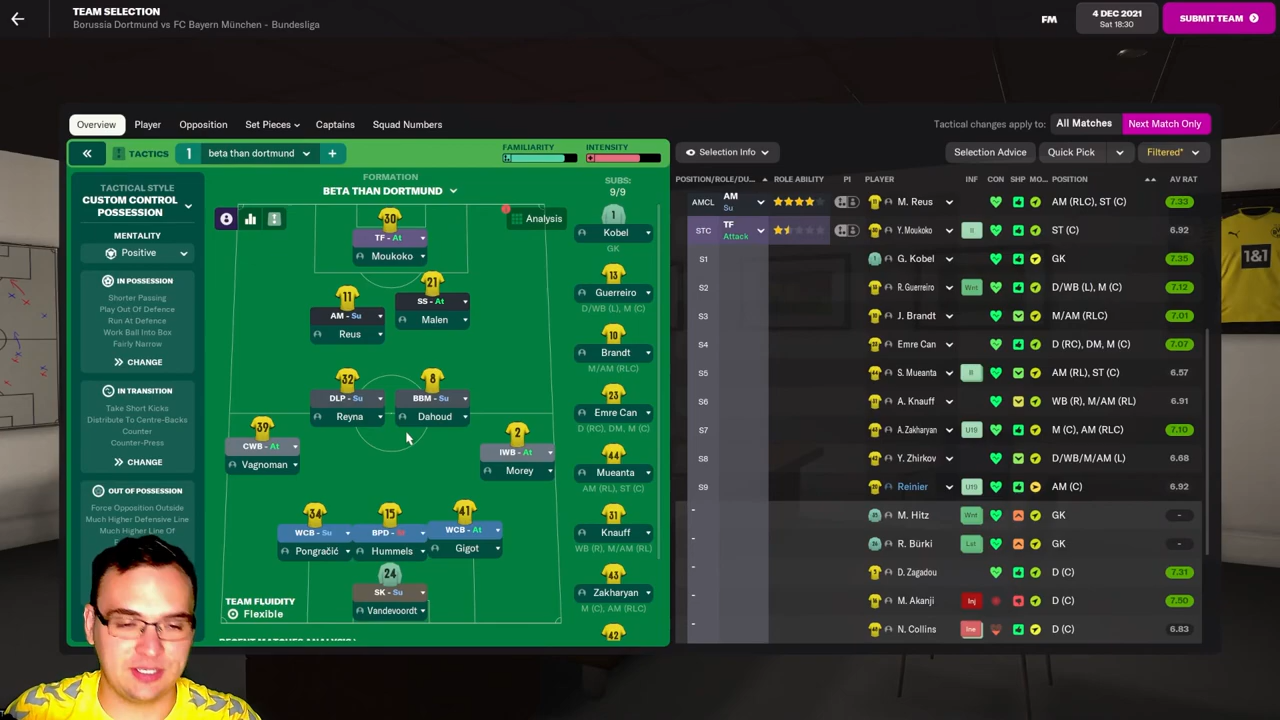 TEAM SELECTION
Borussia Dortmund vs FC Bayern München - Bundesliga
FM
4 DEC 2021
Sat 18:30
SUBMIT TEAM
Overview
Player
Opposition
Set Pieces
Captains
Squad Numbers
Tactical changes apply to:
All Matches
Next Match Only
TACTICS
1
beta than dortmund
FAMILIARITY
INTENSITY
TACTICAL STYLE
CUSTOM CONTROL
POSSESSION
MENTALITY
Positive
IN POSSESSION
Shorter Passing
Play Out Of Defence
Run At Defence
Work Ball Into Box
Fairly Narrow
CHANGE
IN TRANSITION
Take Short Kicks
Distribute To Centre-Backs
Counter
Counter-Press
CHANGE
OUT OF POSSESSION
Force Opposition Outside
Much Higher Defensive Line
Much Higher Line Of
FORMATION
BETA THAN DORTMUND
Analysis
30
TF - At
Moukoko
21
SS - At
Malen
11
AM - Su
Reus
32
DLP - Su
Reyna
8
BBM - Su
Dahoud
39
CWB - At
Vagnoman
2
IWB - At
Morey
34
WCB - Su
Pongračić
15
BPD -
Hummels
41
WCB - At
Gigot
24
SK - Su
Vandevoordt
TEAM FLUIDITY
Flexible
RECENT MATCHES ANALYSIS
SUBS:
9/9
1
Kobel
GK
13
Guerreiro
D/WB (L), M (C)
10
Brandt
M/AM (RLC)
23
Emre Can
D (RC), DM, M (C)
44
Mueanta
AM (RL), ST (C)
31
Knauff
WB (R), M/AM (RL)
43
Zakharyan
M (C), AM (RLC)
42
Selection Info
Selection Advice
Quick Pick
Filtered*
POSITION/ROLE/DU...
ROLE ABILITY
PI
PLAYER
INF
CON
SHP
MO...
POSITION
AV RAT
AMCL
AM
Su
M. Reus
AM (RLC), ST (C)
7.33
STC
TF
Attack
Y. Moukoko
ST (C)
6.92
S1
G. Kobel
GK
7.35
S2
R.Guerreiro
Wnt
D/WB (L), M (C)
7.12
S3
J. Brandt
M/AM (RLC)
7.01
S4
Emre Can
D (RC), DM, M (C)
7.07
S5
S. Mueanta
AM (RL), ST (C)
6.57
S6
A. Knauff
WB (R), M/AM (RL)
6.91
S7
A. Zakharyan
U19
M (C), AM (RLC)
7.10
S8
Y. Zhirkov
D/WB/M/AM (L)
6.68
S9
Reinier
U19
AM (C)
6.92
-
M. Hitz
Wnt
GK
-
-
R. Bürki
Lst
GK
-
-
D. Zagadou
D (C)
7.31
-
M. Akanji
Inj
D (C)
7.50
-
N. Collins
Ine
D (C)
6.83
1&1